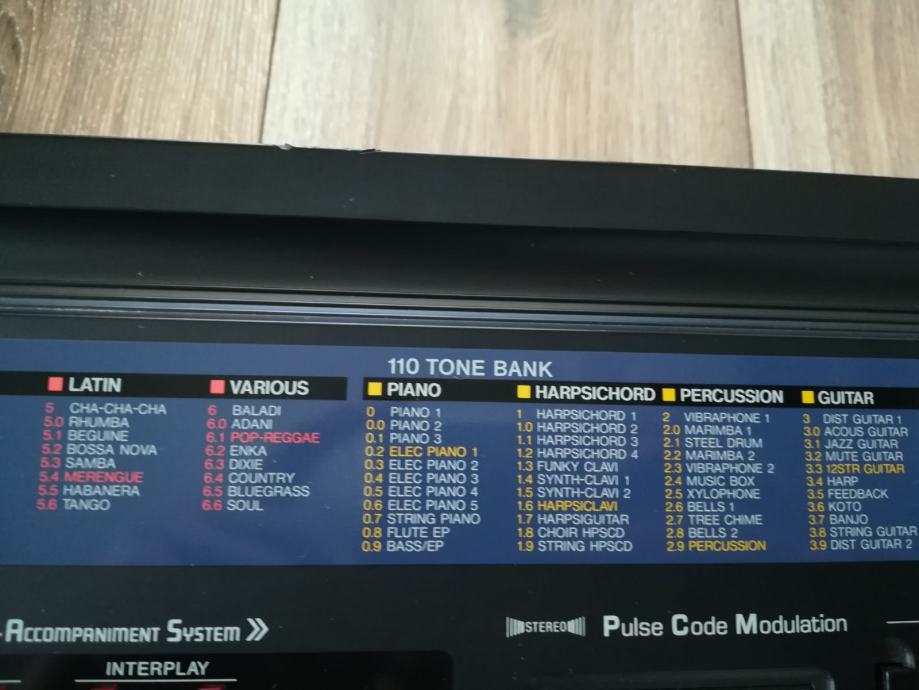 110 TONE BANK
LATIN
5 CHA-CHA-CHA
5.0 RHUMBA
5.1 BEGUINE
5.2 BOSSA NOVA
5.3 SAMBA
5.4 MERENGUE
5.5 HABANERA
5.6 TANGO
VARIOUS
6 BALADI
6.0 ADANI
6.1 POP-REGGAE
6.2 ENKA
6.3 DIXIE
6.4 COUNTRY
6.5 BLUEGRASS
6.6 SOUL
PIANO
0 PIANO 1
0.0 PIANO 2
0.1 PIANO 3
0.2 ELEC PIANO 1
0.3 ELEC PIANO 2
0.4 ELEC PIANO 3
0.5 ELEC PIANO 4
0.6 ELEC PIANO 5
0.7 STRING PIANO
0.8 FLUTE EP
0.9 BASS/EP
HARPSICHORD
1 HARPSICHORD 1
1.0 HARPSICHORD 2
1.1 HARPSICHORD 3
1.2 HARPSICHORD 4
1.3 FUNKY CLAVI
1.4 SYNTH-CLAVI 1
1.5 SYNTH-CLAVI 2
1.6 HARPSICLAVI
1.7 HARPSIGUITAR
1.8 CHOIR HPSCD
1.9 STRING HPSCD
PERCUSSION
2 VIBRAPHONE 1
2.0 MARIMBA 1
2.1 STEEL DRUM
2.2 MARIMBA 2
2.3 VIBRAPHONE 2
2.4 MUSIC BOX
2.5 XYLOPHONE
2.6 BELLS 1
2.7 TREE CHIME
2.8 BELLS 2
2.9 PERCUSSION
GUITAR
3 DIST GUITAR 1
3.0 ACOUS GUITAR
3.1 JAZZ GUITAR
3.2 MUTE GUITAR
3.3 12STR GUITAR
3.4 HARP
3.5 FEEDBACK
3.6 KOTO
3.7 BANJO
3.8 STRING GUITAR
3.9 DIST GUITAR 2
ACCOMPANIMENT SYSTEM
STEREO Pulse Code Modulation
INTERPLAY